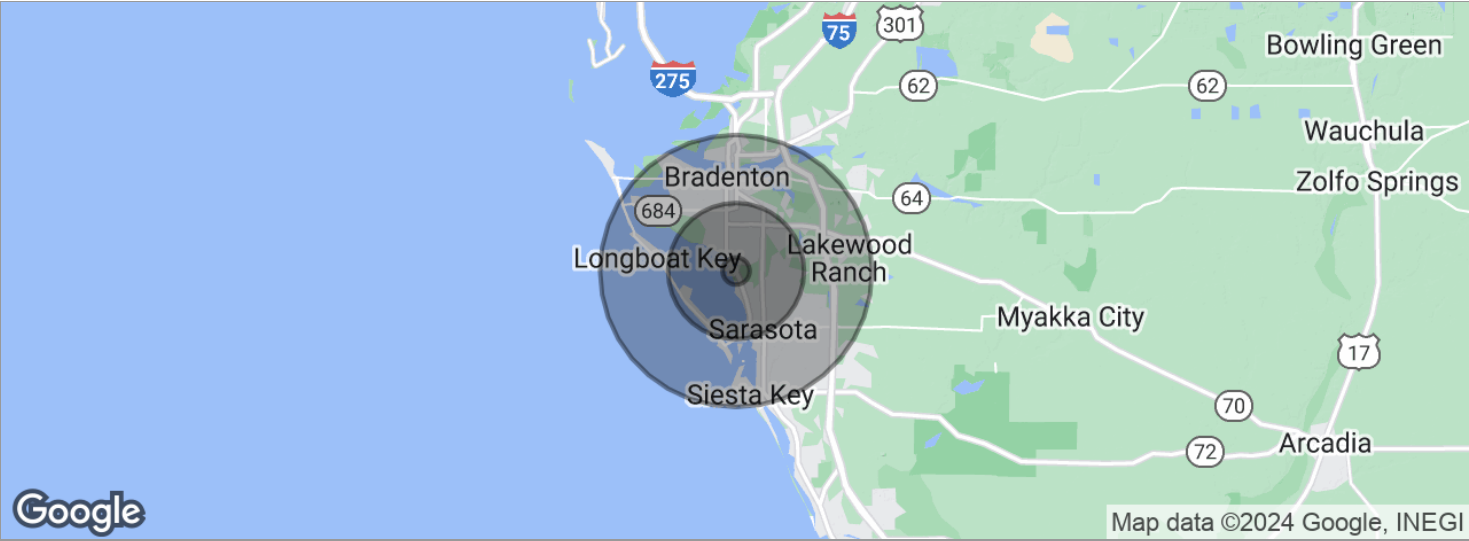 75
301
Bowling Green
275
62
62
Wauchula
Bradenton
Zolfo Springs
64
684
Lakewood
Ranch
Longboat Key
Myakka City
Sarasota
17
Siesta Key
70
Arcadia
72
Google
Map data ©2024 Google, INEGI